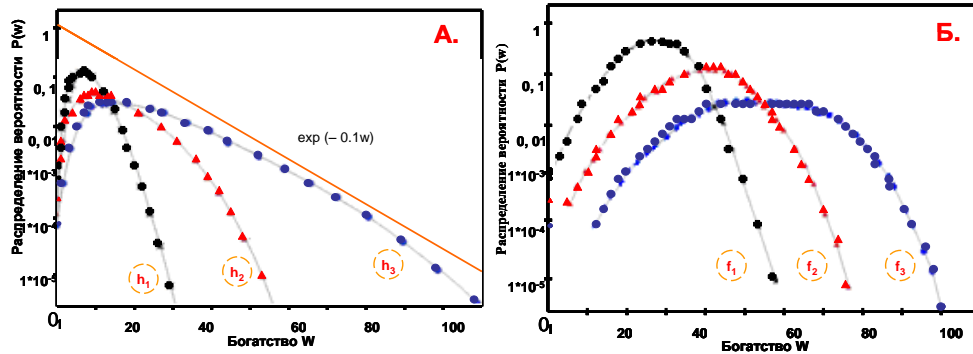 А.
Распределение вероятности P(w)
1
0, 1
0, 01
1*10⁻³
1*10⁻⁴
1*10⁻⁵
exp (– 0.1w)
h₁
h₂
h₃
0 20 40 60 80 100
Богатство W
Б.
Распределение вероятности P(w)
1
0,1
0,01
1*10⁻³
1*10⁻⁴
1*10⁻⁵
f₁
f₂
f₃
0 20 40 60 80 100
Богатство W